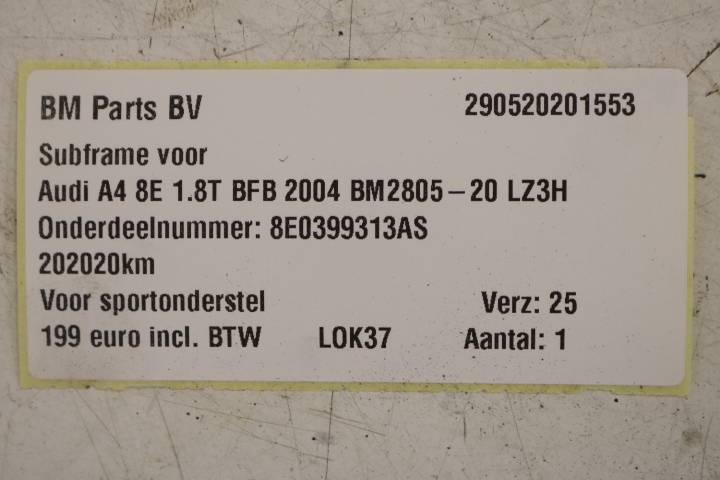 BM Parts BV 290520201553
Subframe voor
Audi A4 8E 1.8T BFB 2004 BM2805-20 LZ3H
Onderdeelnummer: 8E0399313AS
202020km
Voor sportonderstel Verz: 25
199 euro incl. BTW LOK37 Aantal: 1